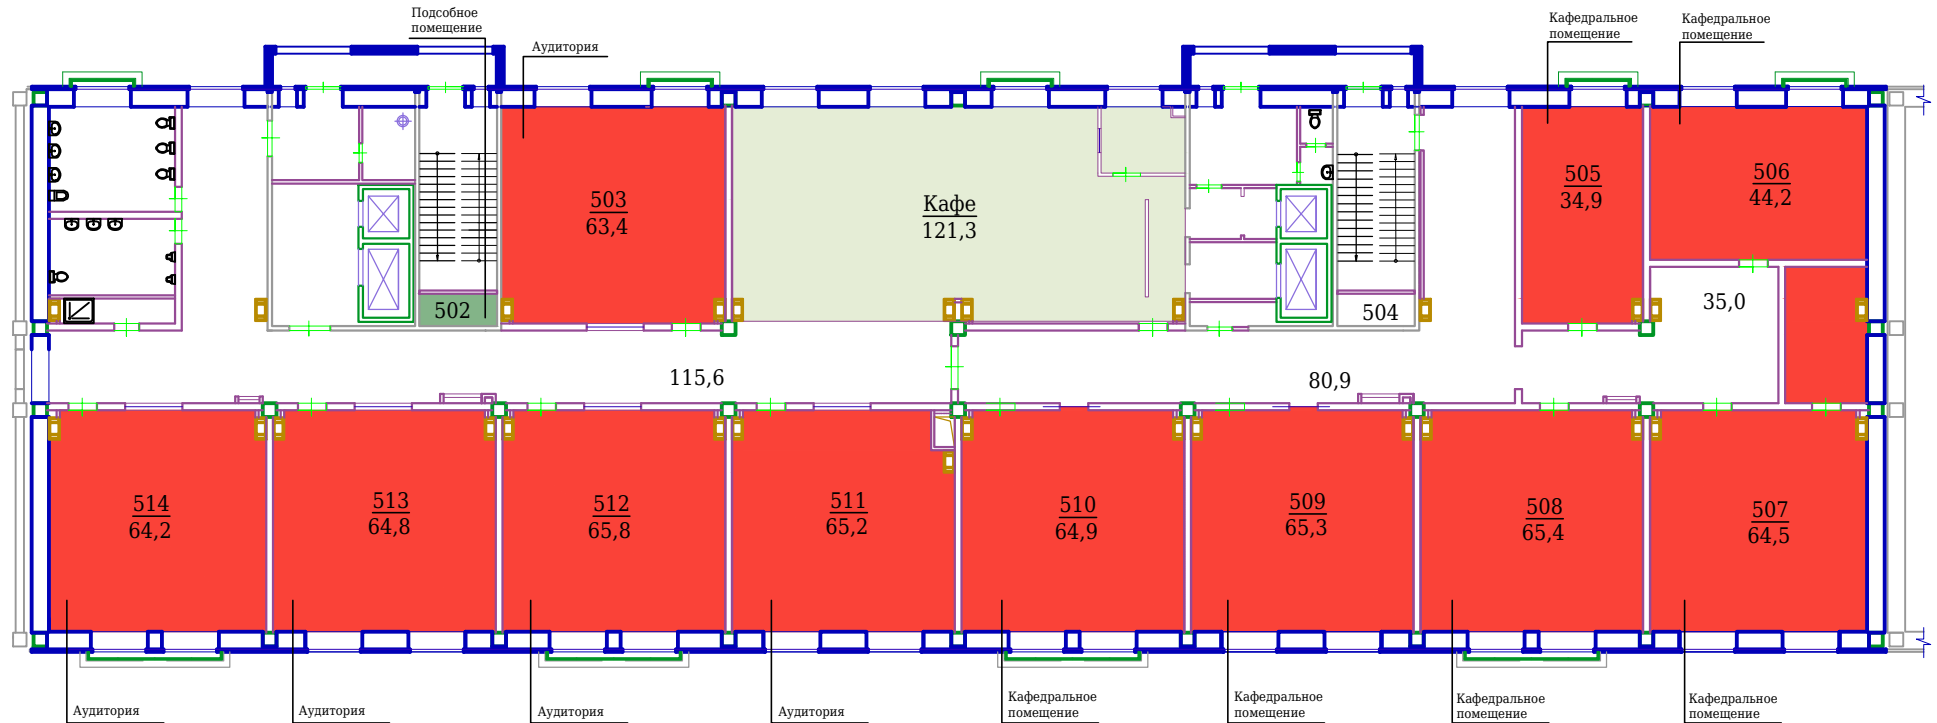 Подсобное
помещение
Аудитория
Кафедральное
помещение
Кафедральное
помещение
503
63,4
Кафе
121,3
505
34,9
506
44,2
502
504
35,0
115,6
80,9
514
64,2
513
64,8
512
65,8
511
65,2
510
64,9
509
65,3
508
65,4
507
64,5
Аудитория
Аудитория
Аудитория
Аудитория
Кафедральное
помещение
Кафедральное
помещение
Кафедральное
помещение
Кафедральное
помещение